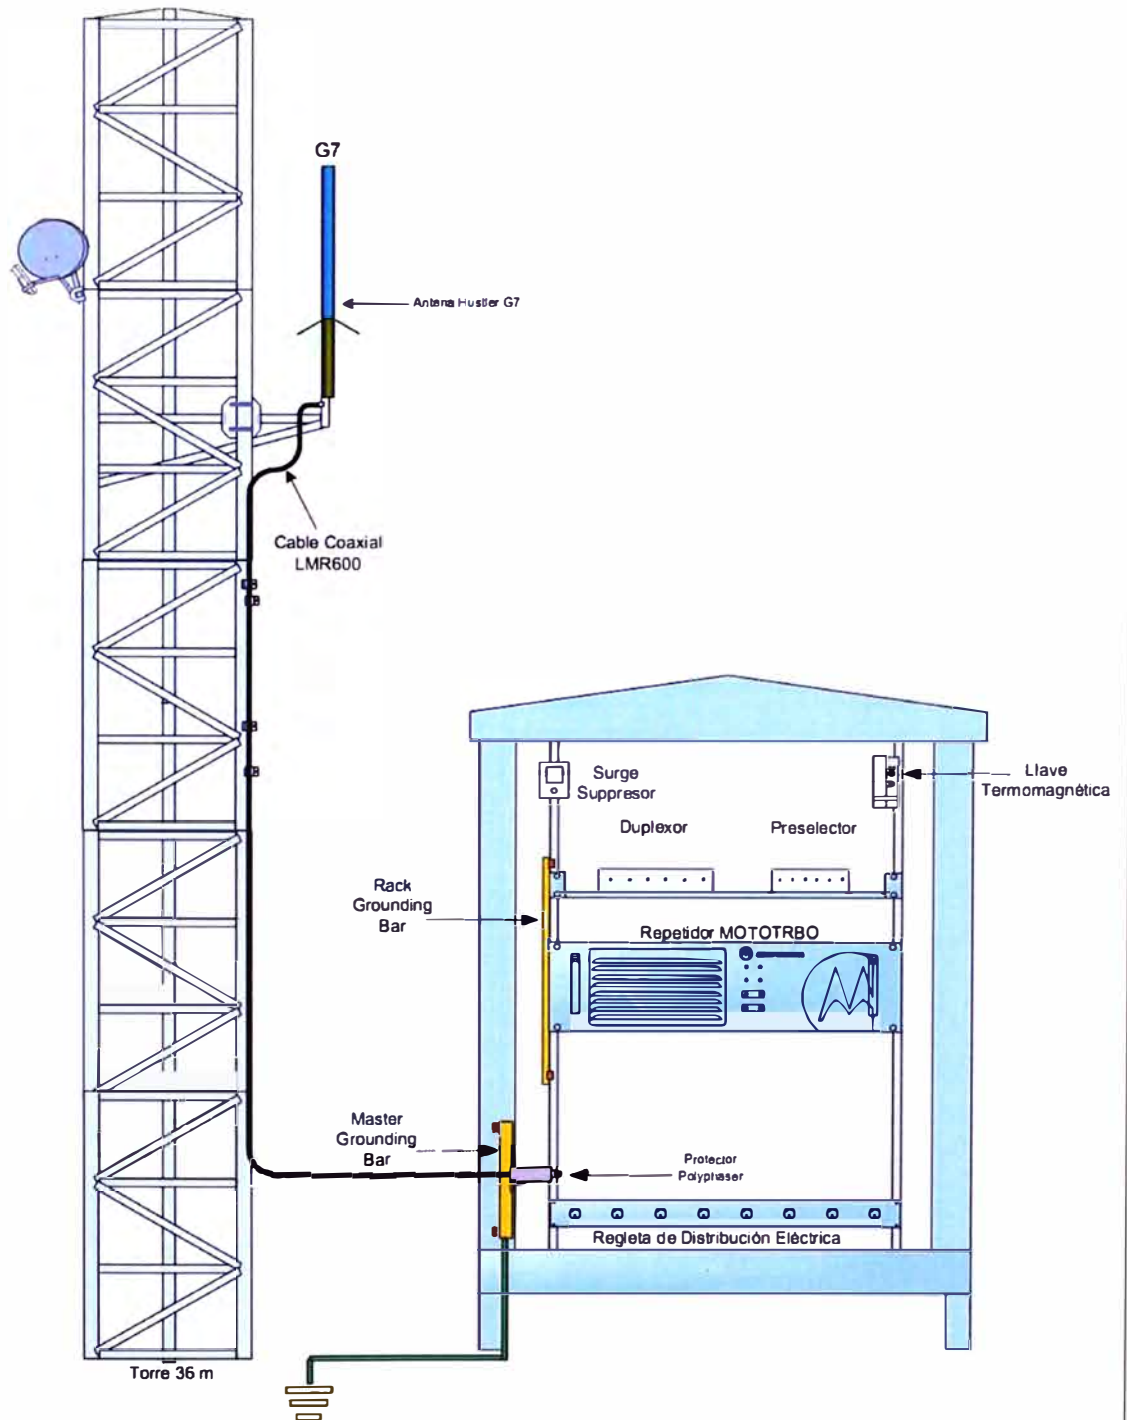 G7
Antena Hustler G7
Cable Coaxial
LMR600
Surge
Suppresor
Llave
Termomagnética
Duplexor
Preselector
Rack
Grounding
Bar
Repetidor MOTOTRBO
Master
Grounding
Bar
Protector
Polyphaser
Regleta de Distribución Eléctrica
Torre 36 m